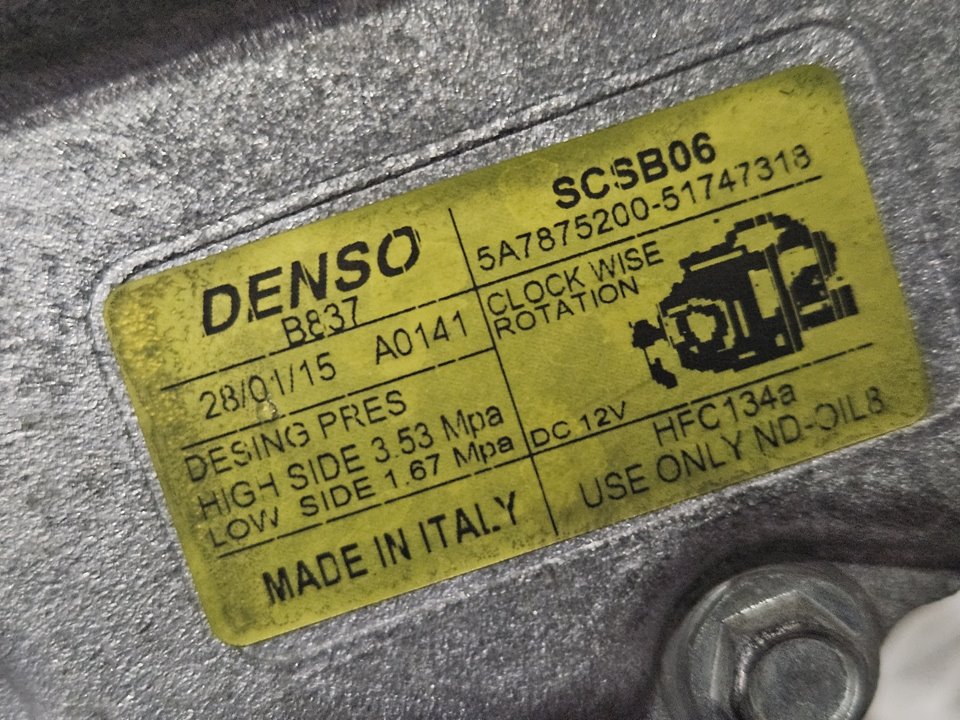 DENSO
B837
28/01/15 A0141
DESING PRES
HIGH SIDE 3.53 Mpa
LOW SIDE 1.67 Mpa
MADE IN ITALY
SCSB06
5A7875200-51747318
CLOCK WISE
ROTATION
DC 12V
HFC134a
USE ONLY ND-OIL8